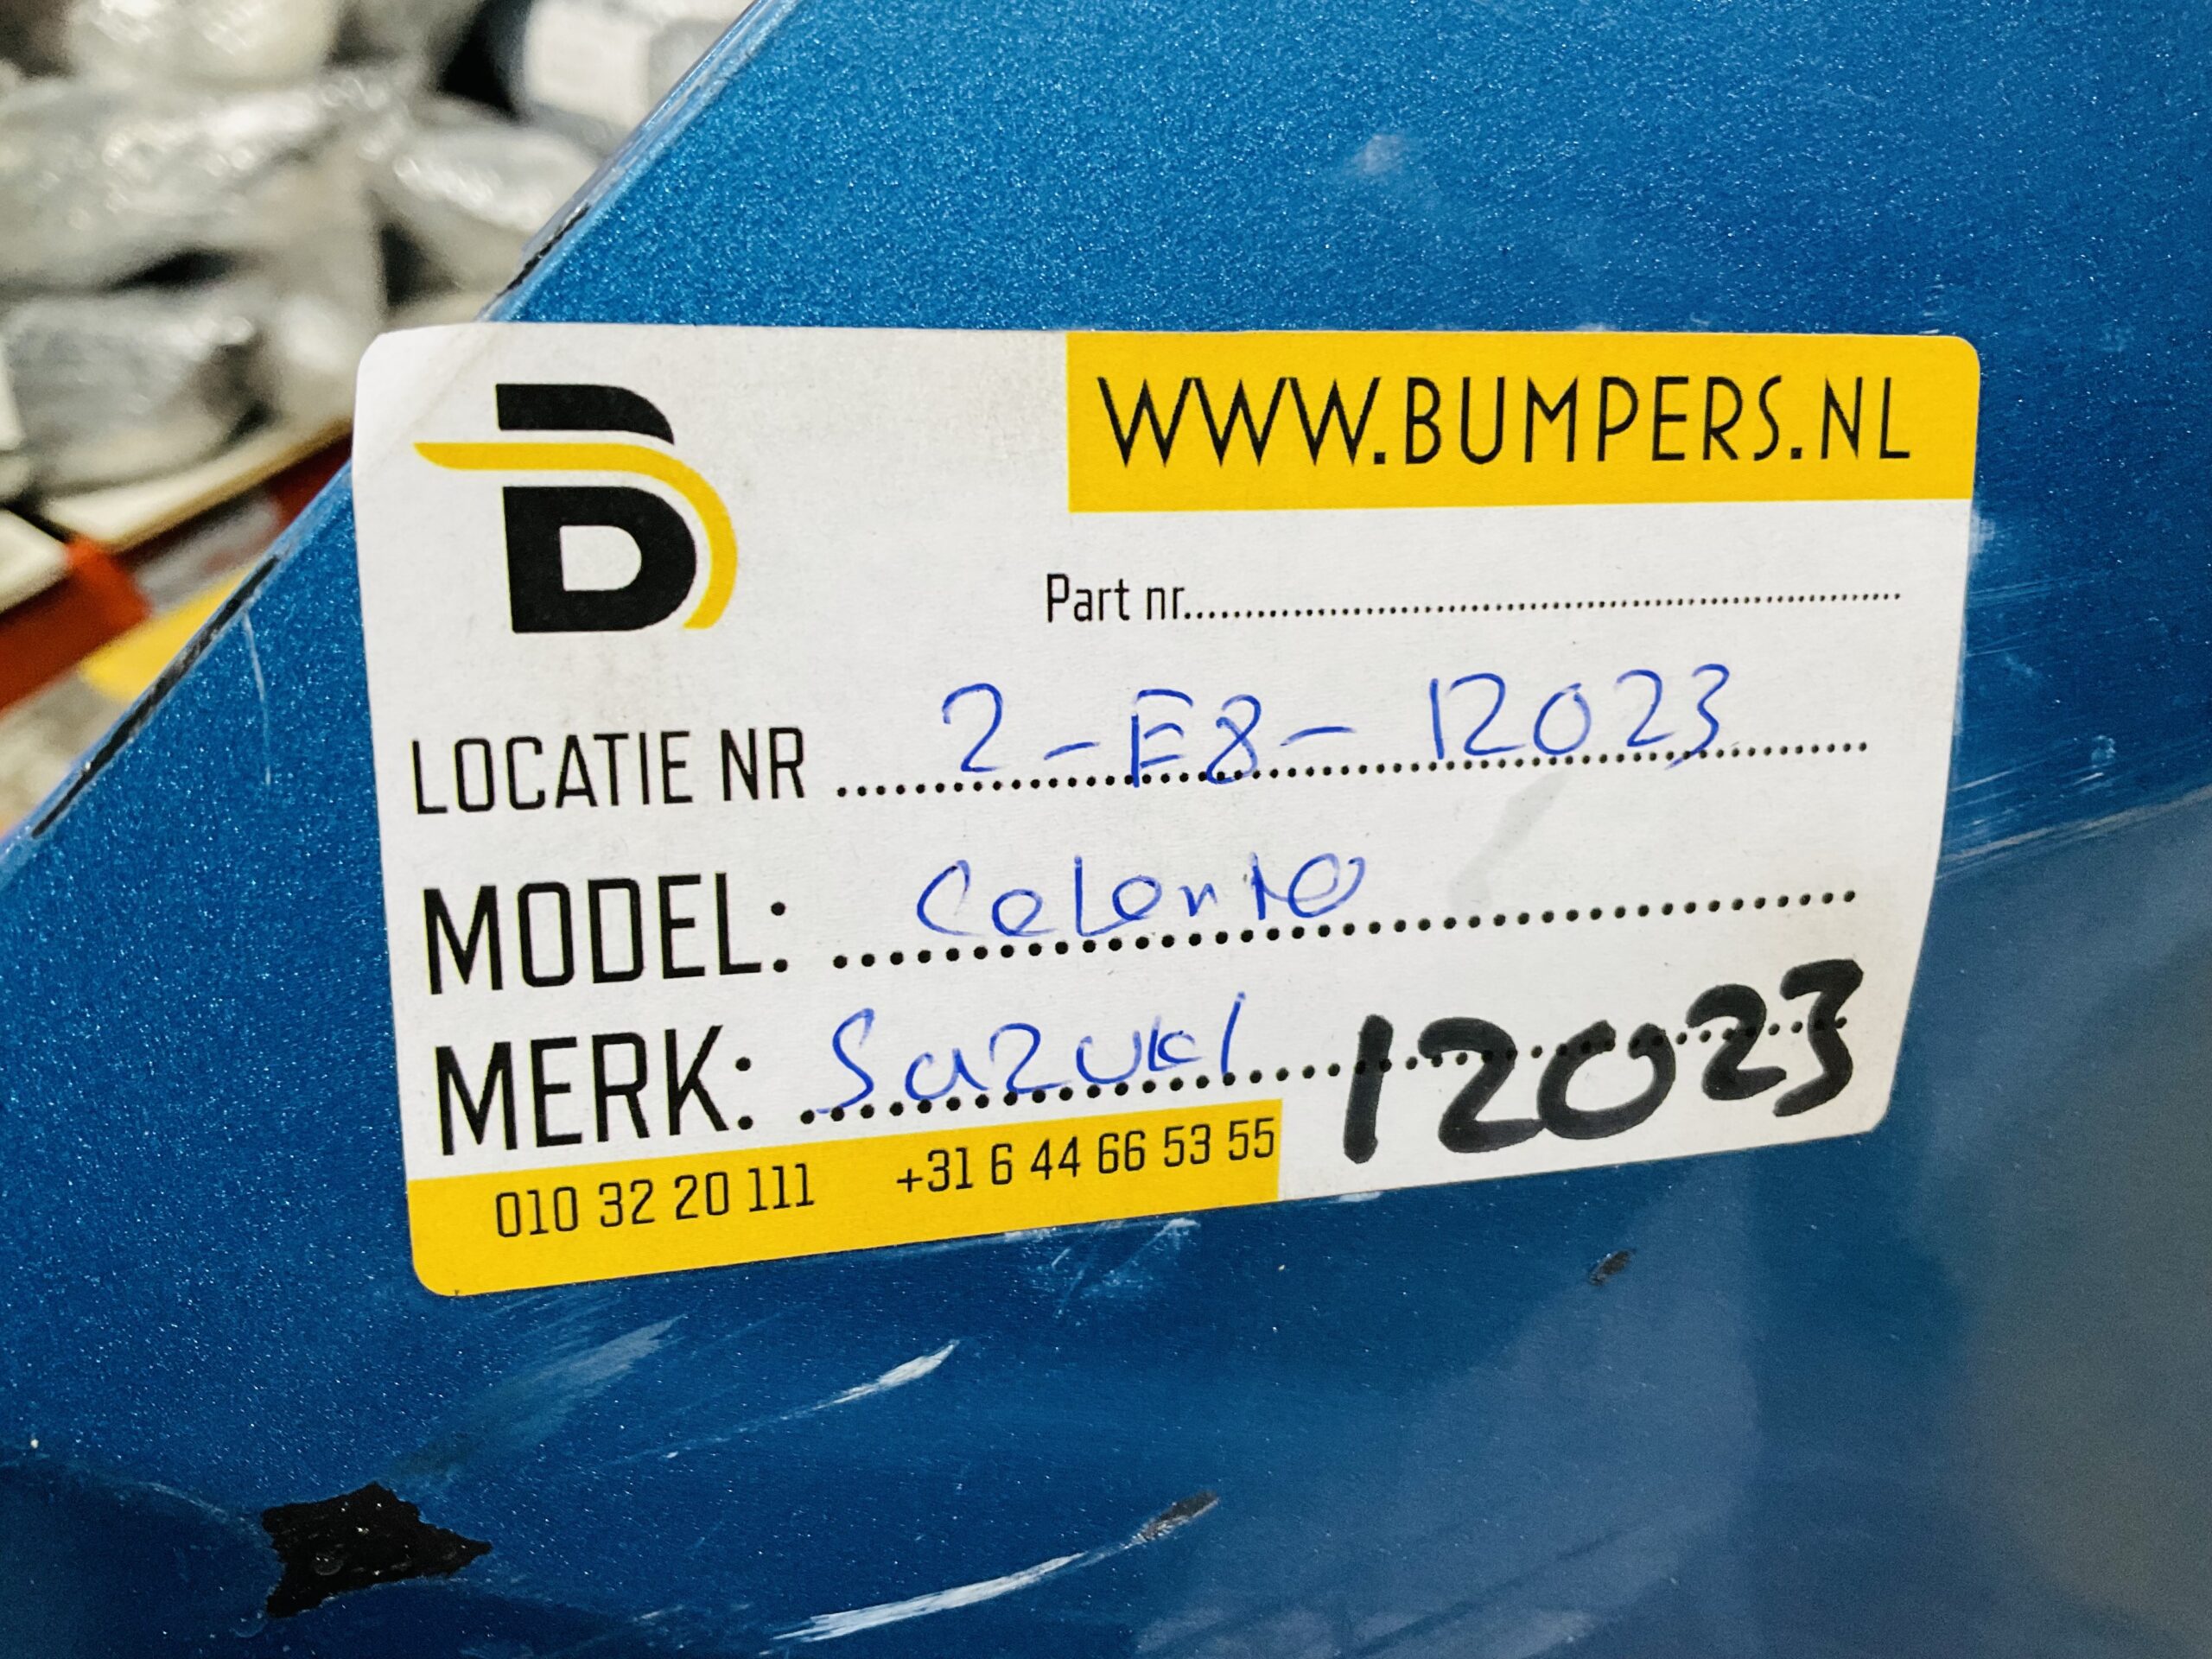 B
WWW.BUMPERS.NL
Part nr..........
LOCATIE NR .......... 2-E8-12023
MODEL: .......... Celerio
MERK: .......... Suzuki 12023
010 32 20 111 +31 6 44 66 53 55